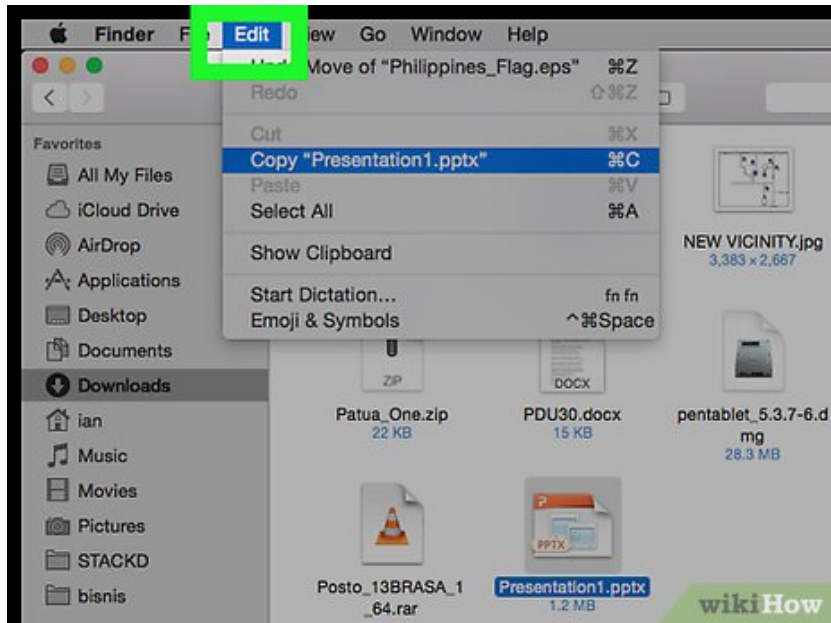 Finder F Edit iew Go Window Help
Move of “Philippines_Flag.eps” ⌘Z
Redo ⇧⌘Z
Cut ⌘X
Copy “Presentation1.pptx” ⌘C
Paste ⌘V
Select All ⌘A
Show Clipboard
Start Dictation... fn fn
Emoji & Symbols ^⌘Space
Favorites
All My Files
iCloud Drive
AirDrop
Applications
Desktop
Documents
Downloads
ian
Music
Movies
Pictures
STACKD
bisnis
NEW VICINITY.jpg
3,383 × 2,667
ZIP
Patua_One.zip
22 KB
DOCX
PDU30.docx
15 KB
pentablet_5.3.7-6.d
mg
28.3 MB
Posto_13BRASA_1
_64.rar
P
PPTX
Presentation1.pptx
1.2 MB
wikiHow